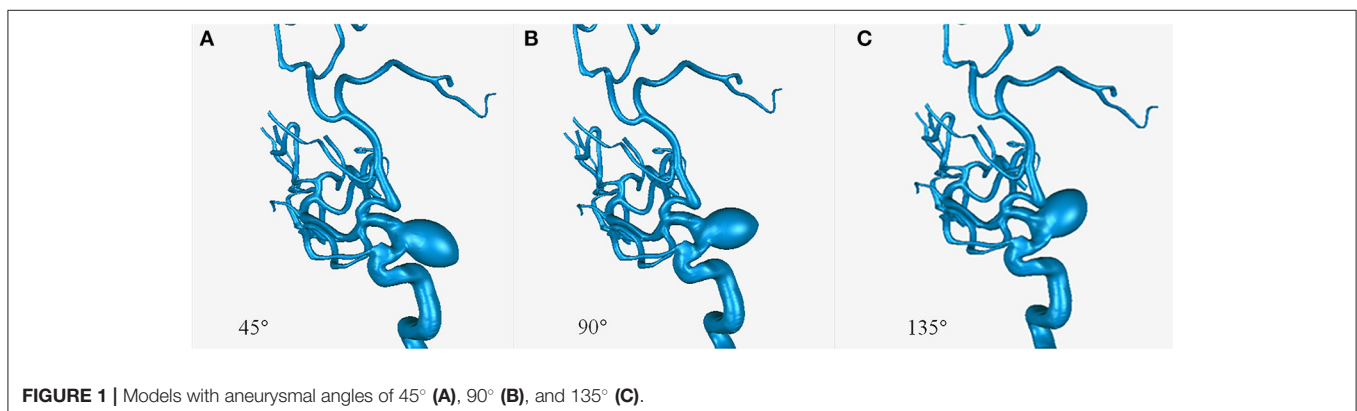 A
B
C
45°
90°
135°
FIGURE 1 | Models with aneurysmal angles of 45° (A), 90° (B), and 135° (C).